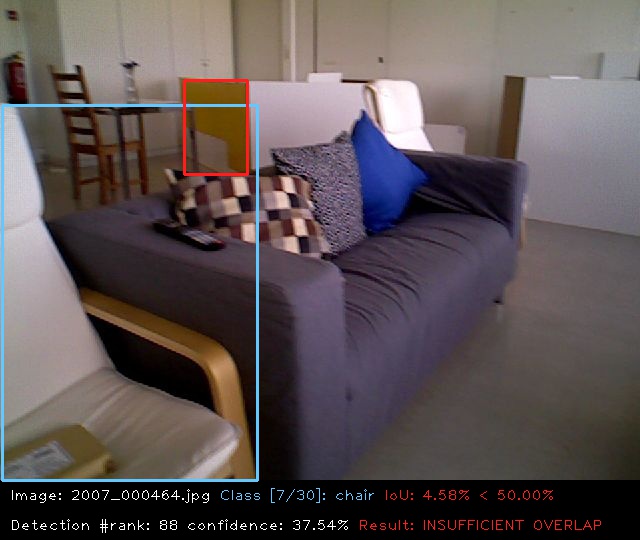 Image: 2007_000464.jpg Class [7/30]: chair IoU: 4.58% < 50.00%
Detection #rank: 88 confidence: 37.54% Result: INSUFFICIENT OVERLAP